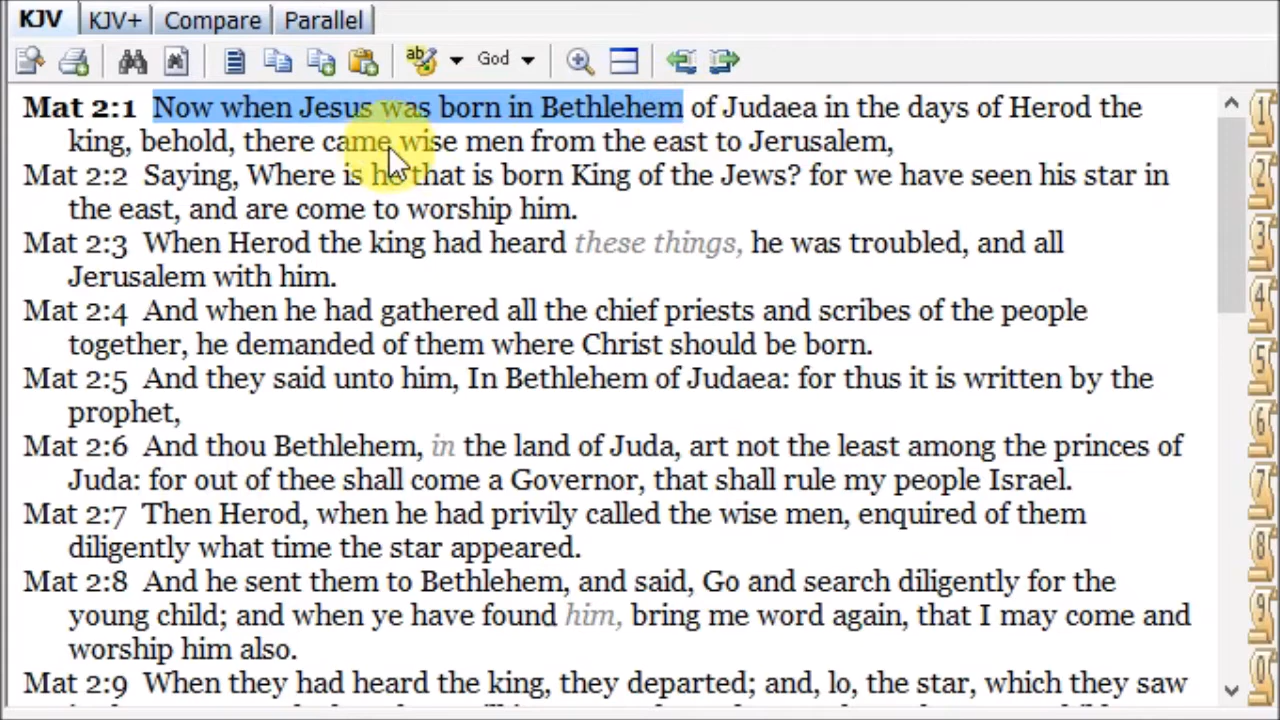 KJV KJV+ Compare Parallel
God
Mat 2:1 Now when Jesus was born in Bethlehem of Judaea in the days of Herod the
king, behold, there came wise men from the east to Jerusalem,
Mat 2:2 Saying, Where is he that is born King of the Jews? for we have seen his star in
the east, and are come to worship him.
Mat 2:3 When Herod the king had heard these things, he was troubled, and all
Jerusalem with him.
Mat 2:4 And when he had gathered all the chief priests and scribes of the people
together, he demanded of them where Christ should be born.
Mat 2:5 And they said unto him, In Bethlehem of Judaea: for thus it is written by the
prophet,
Mat 2:6 And thou Bethlehem, in the land of Juda, art not the least among the princes of
Juda: for out of thee shall come a Governor, that shall rule my people Israel.
Mat 2:7 Then Herod, when he had privily called the wise men, enquired of them
diligently what time the star appeared.
Mat 2:8 And he sent them to Bethlehem, and said, Go and search diligently for the
young child; and when ye have found him, bring me word again, that I may come and
worship him also.
Mat 2:9 When they had heard the king, they departed; and, lo, the star, which they saw
1
2
3
4
5
6
7
8
9